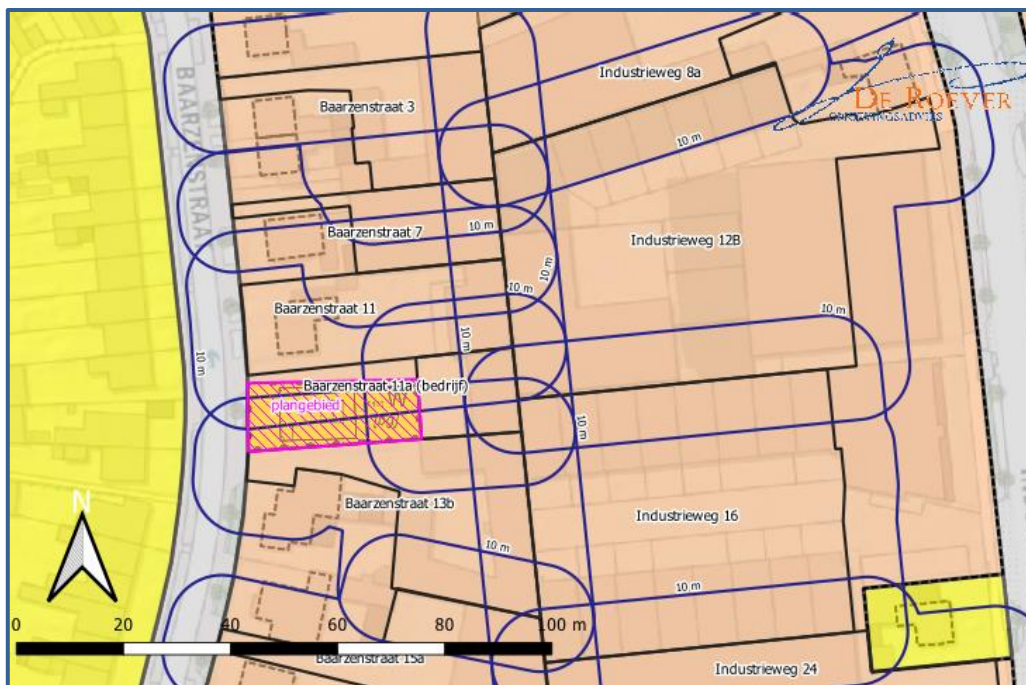 BAARZENSTRAAT
Industrieweg 8a
DE ROEVER
OMGEVINGSADVIES
Baarzenstraat 3
10 m
Baarzenstraat 7
10 m
Industrieweg 12B
10 m
10 m
Baarzenstraat 11
10 m
10 m
10 m
Baarzenstraat 11a (bedrijf)
plangebied
10 m
N
Baarzenstraat 13b
Industrieweg 16
10 m
10 m
0 20 40 60 80 100 m
Baarzenstraat 15a
Industrieweg 24